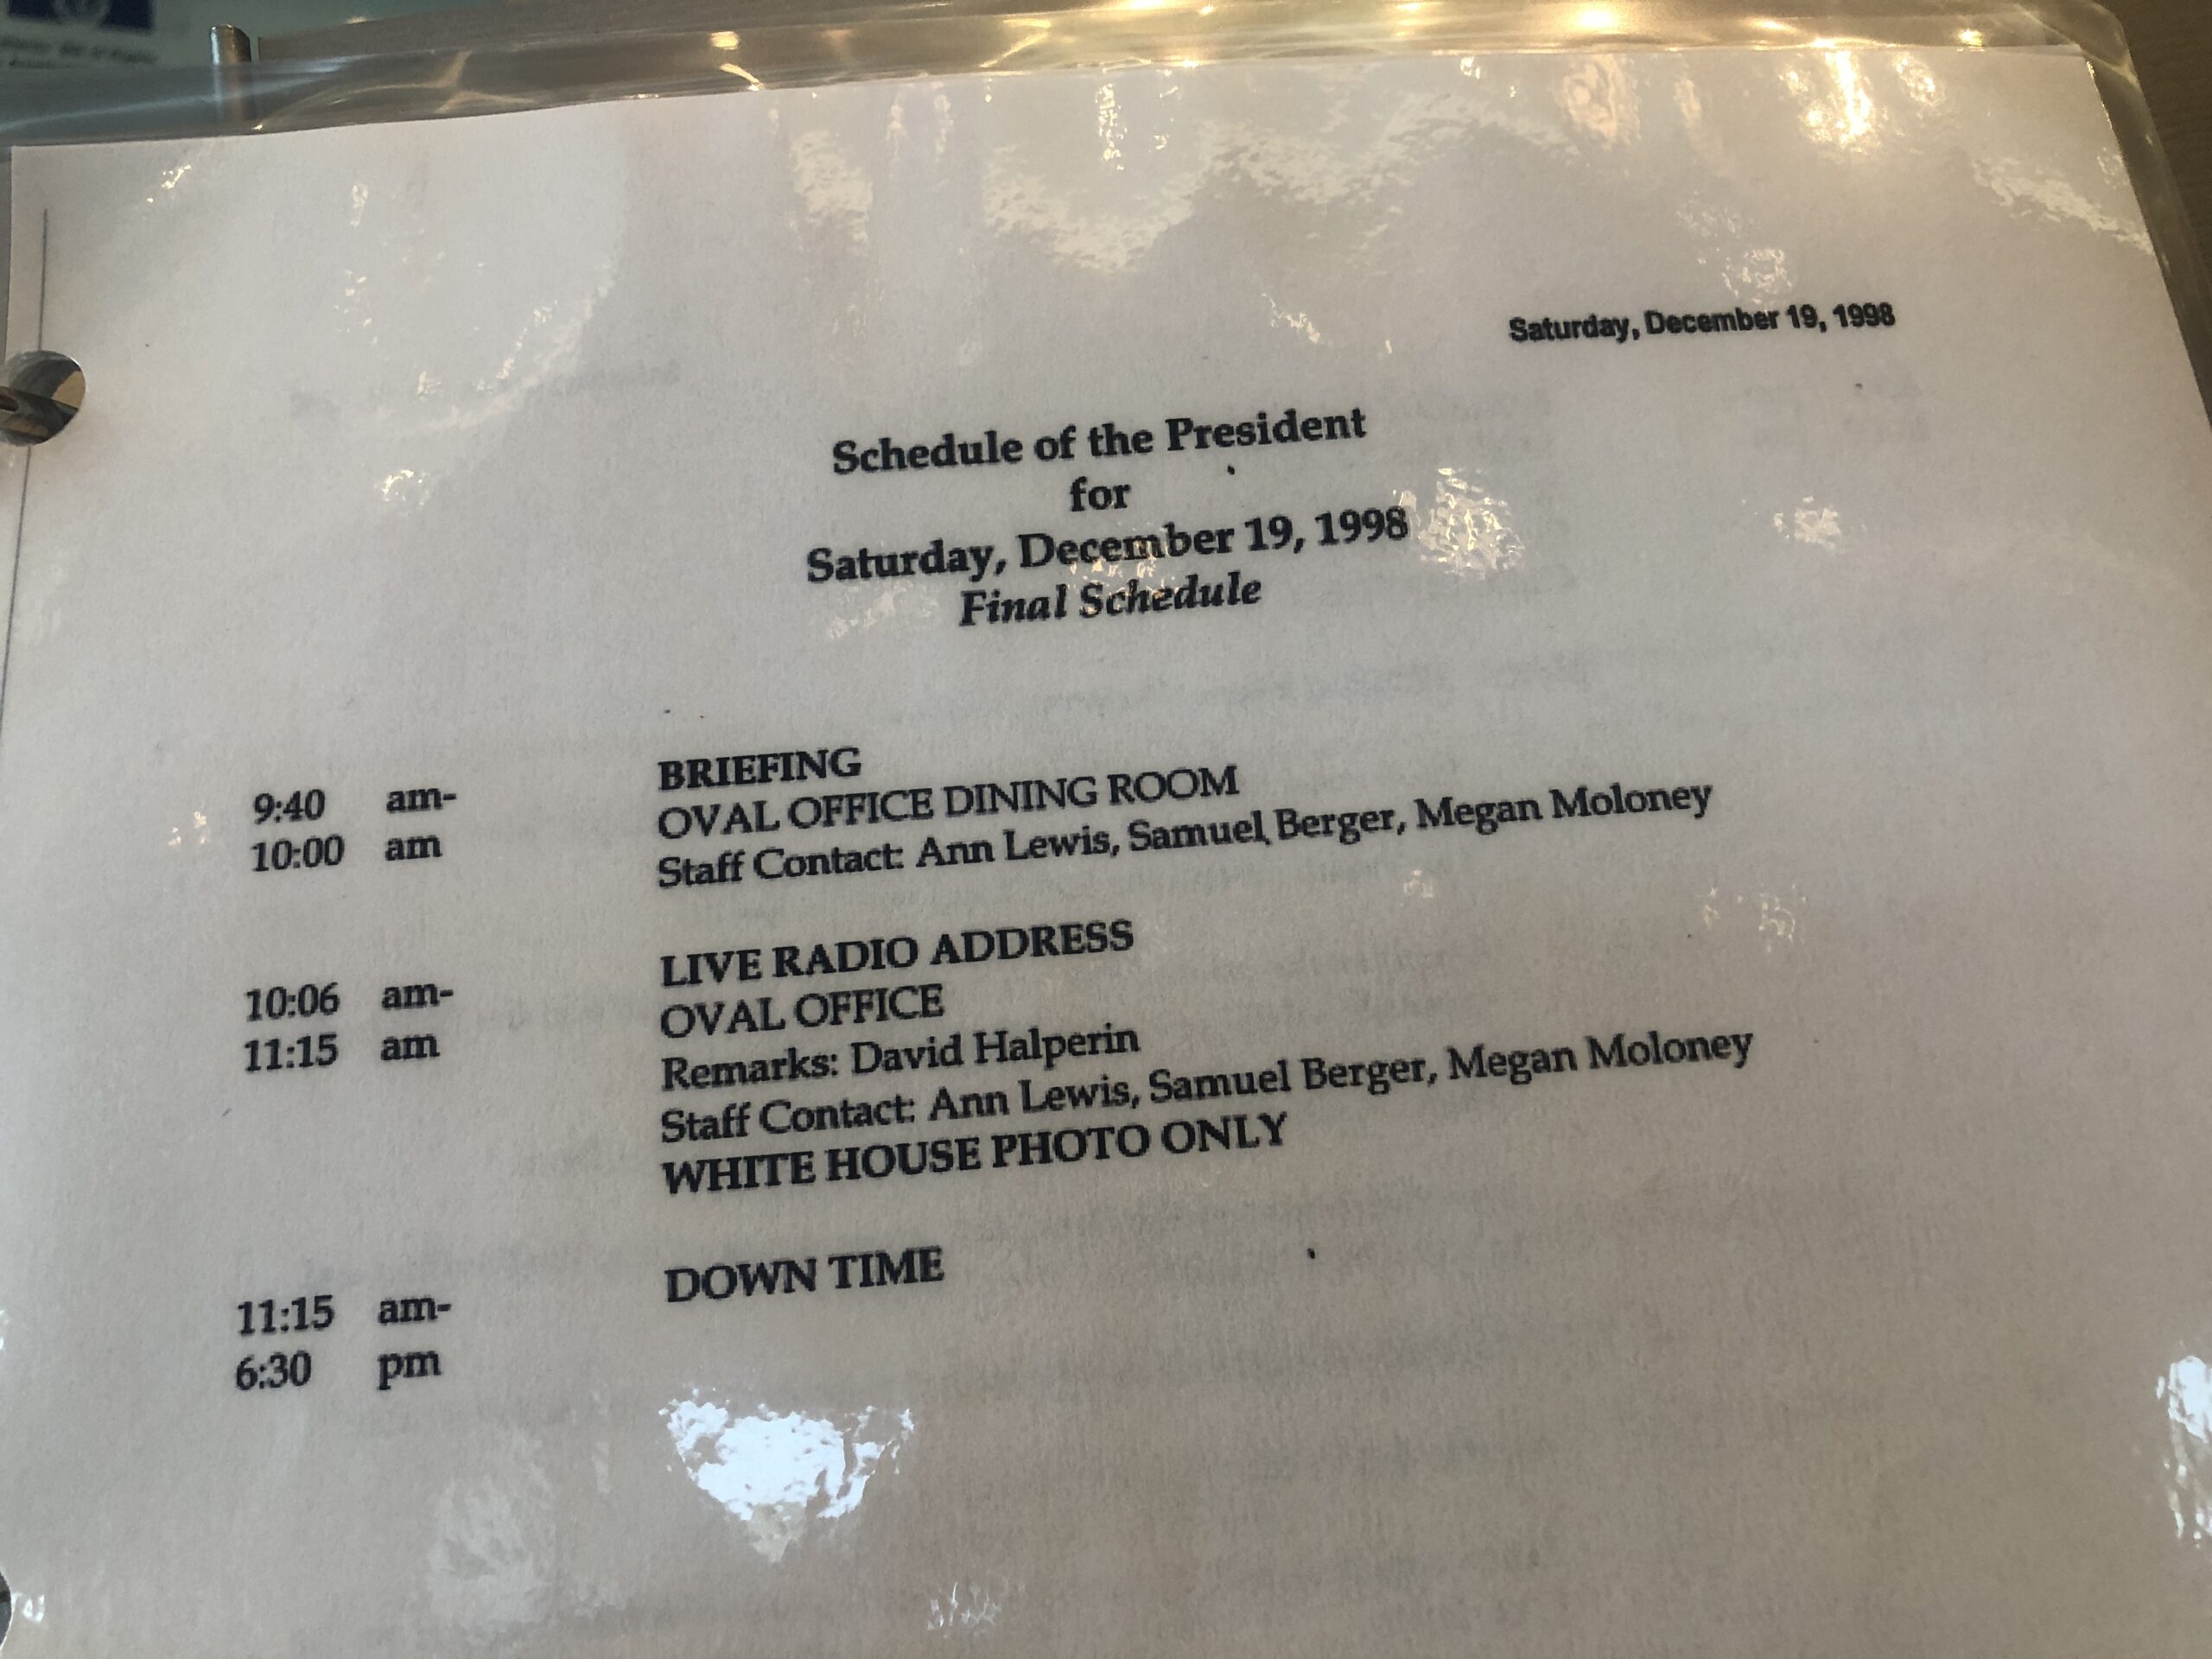 Saturday, December 19, 1998
Schedule of the President
for
Saturday, December 19, 1998
Final Schedule
9:40 am-
10:00 am
BRIEFING
OVAL OFFICE DINING ROOM
Staff Contact: Ann Lewis, Samuel Berger, Megan Moloney
10:06 am-
11:15 am
LIVE RADIO ADDRESS
OVAL OFFICE
Remarks: David Halperin
Staff Contact: Ann Lewis, Samuel Berger, Megan Moloney
WHITE HOUSE PHOTO ONLY
11:15 am-
6:30 pm
DOWN TIME